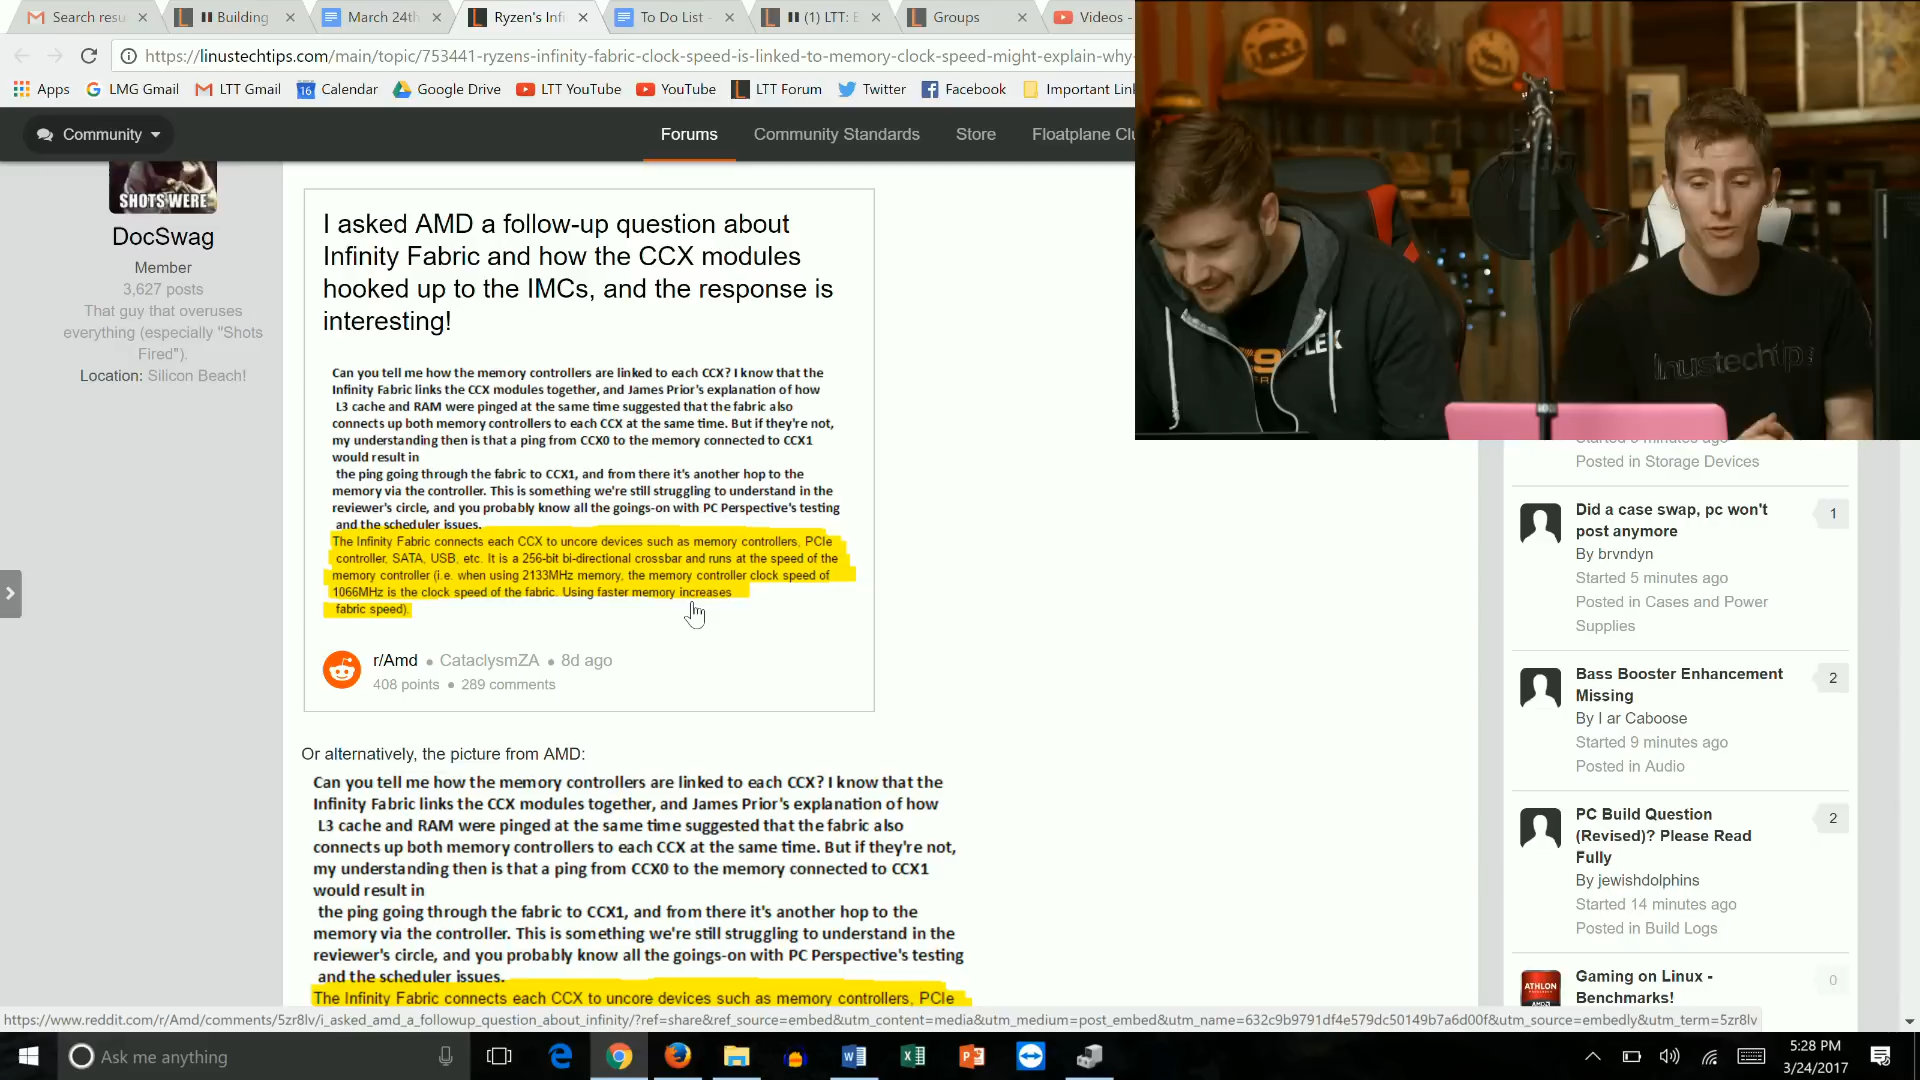 Search resu
Building
March 24th
Ryzen's Infi
To Do List -
(1) LTT: E
Groups
Videos -
https://linustechtips.com/main/topic/753441-ryzens-infinity-fabric-clock-speed-is-linked-to-memory-clock-speed-might-explain-why-
Apps
LMG Gmail
LTT Gmail
16
Calendar
Google Drive
LTT YouTube
YouTube
LTT Forum
Twitter
Facebook
Important Lin
Community
Forums
Community Standards
Store
Floatplane Clu
SHOTS WERE
DocSwag
Member
3,627 posts
That guy that overuses
everything (especially "Shots
Fired").
Location: Silicon Beach!
I asked AMD a follow-up question about
Infinity Fabric and how the CCX modules
hooked up to the IMCs, and the response is
interesting!
Can you tell me how the memory controllers are linked to each CCX? I know that the
Infinity Fabric links the CCX modules together, and James Prior's explanation of how
L3 cache and RAM were pinged at the same time suggested that the fabric also
connects up both memory controllers to each CCX at the same time. But if they're not,
my understanding then is that a ping from CCX0 to the memory connected to CCX1
would result in
the ping going through the fabric to CCX1, and from there it's another hop to the
memory via the controller. This is something we're still struggling to understand in the
reviewer's circle, and you probably know all the goings-on with PC Perspective's testing
and the scheduler issues.
The Infinity Fabric connects each CCX to uncore devices such as memory controllers, PCIe
controller, SATA, USB, etc. It is a 256-bit bi-directional crossbar and runs at the speed of the
memory controller (i.e. when using 2133MHz memory, the memory controller clock speed of
1066MHz is the clock speed of the fabric. Using faster memory increases
fabric speed).
r/Amd • CataclysmZA • 8d ago
408 points • 289 comments
Or alternatively, the picture from AMD:
Can you tell me how the memory controllers are linked to each CCX? I know that the
Infinity Fabric links the CCX modules together, and James Prior's explanation of how
L3 cache and RAM were pinged at the same time suggested that the fabric also
connects up both memory controllers to each CCX at the same time. But if they're not,
my understanding then is that a ping from CCX0 to the memory connected to CCX1
would result in
the ping going through the fabric to CCX1, and from there it's another hop to the
memory via the controller. This is something we're still struggling to understand in the
reviewer's circle, and you probably know all the goings-on with PC Perspective's testing
and the scheduler issues.
The Infinity Fabric connects each CCX to uncore devices such as memory controllers, PCIe
PLEX
linustechtips
Posted in Storage Devices
Did a case swap, pc won't
post anymore
1
By brvndyn
Started 5 minutes ago
Posted in Cases and Power
Supplies
Bass Booster Enhancement
Missing
2
By I ar Caboose
Started 9 minutes ago
Posted in Audio
PC Build Question
(Revised)? Please Read
Fully
2
By jewishdolphins
Started 14 minutes ago
Posted in Build Logs
ATHLON
Gaming on Linux -
Benchmarks!
0
https://www.reddit.com/r/Amd/comments/5zr8lv/i_asked_amd_a_followup_question_about_infinity/?ref=share&ref_source=embed&utm_content=media&utm_medium=post_embed&utm_name=632c9b9791df4e579dc50149b7a6d00f&utm_source=embedly&utm_term=5zr8lv
Ask me anything
5:28 PM
3/24/2017